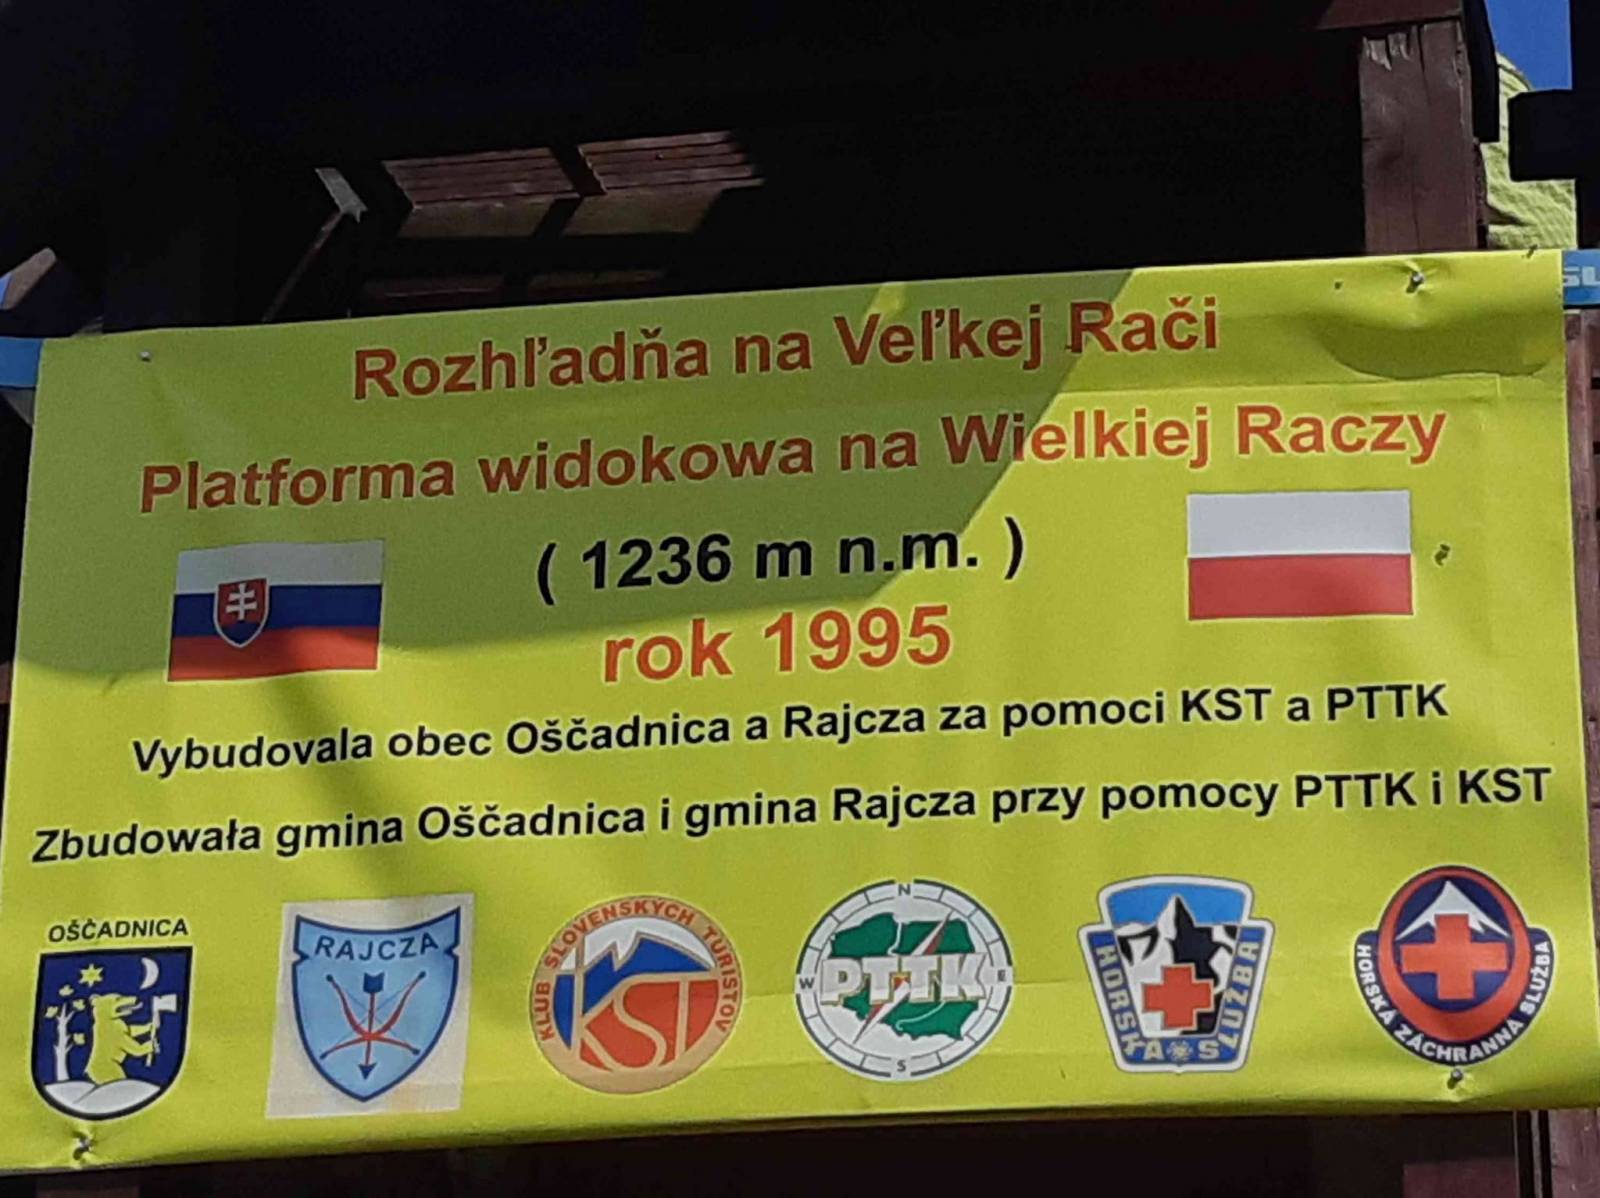 Rozhľadňa na Veľkej Rači
Platforma widokowa na Wielkiej Raczy
( 1236 m n.m. )
rok 1995
Vybudovala obec Oščadnica a Rajcza za pomoci KST a PTTK
Zbudowała gmina Oščadnica i gmina Rajcza przy pomocy PTTK i KST
OŠČADNICA
RAJCZA
KLUB SLOVENSKÝCH TURISTOV
KST
N
W PTTK E
S
HORSKÁ SLUŽBA
HORSKÁ ZÁCHRANNA SLUŽBA